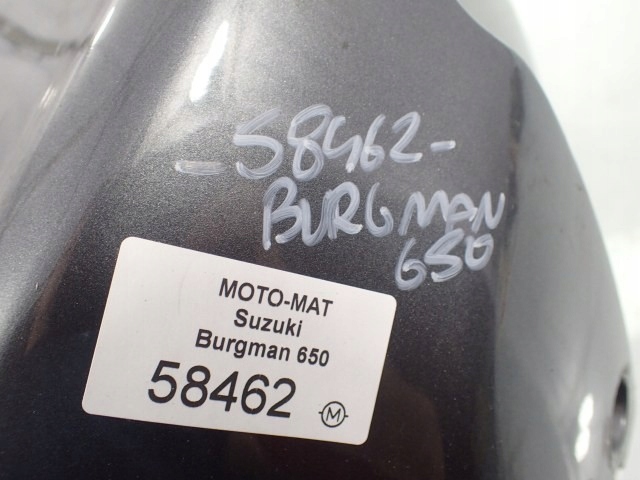 -58462-
BURGMAN
650
MOTO-MAT
Suzuki
Burgman 650
58462 M